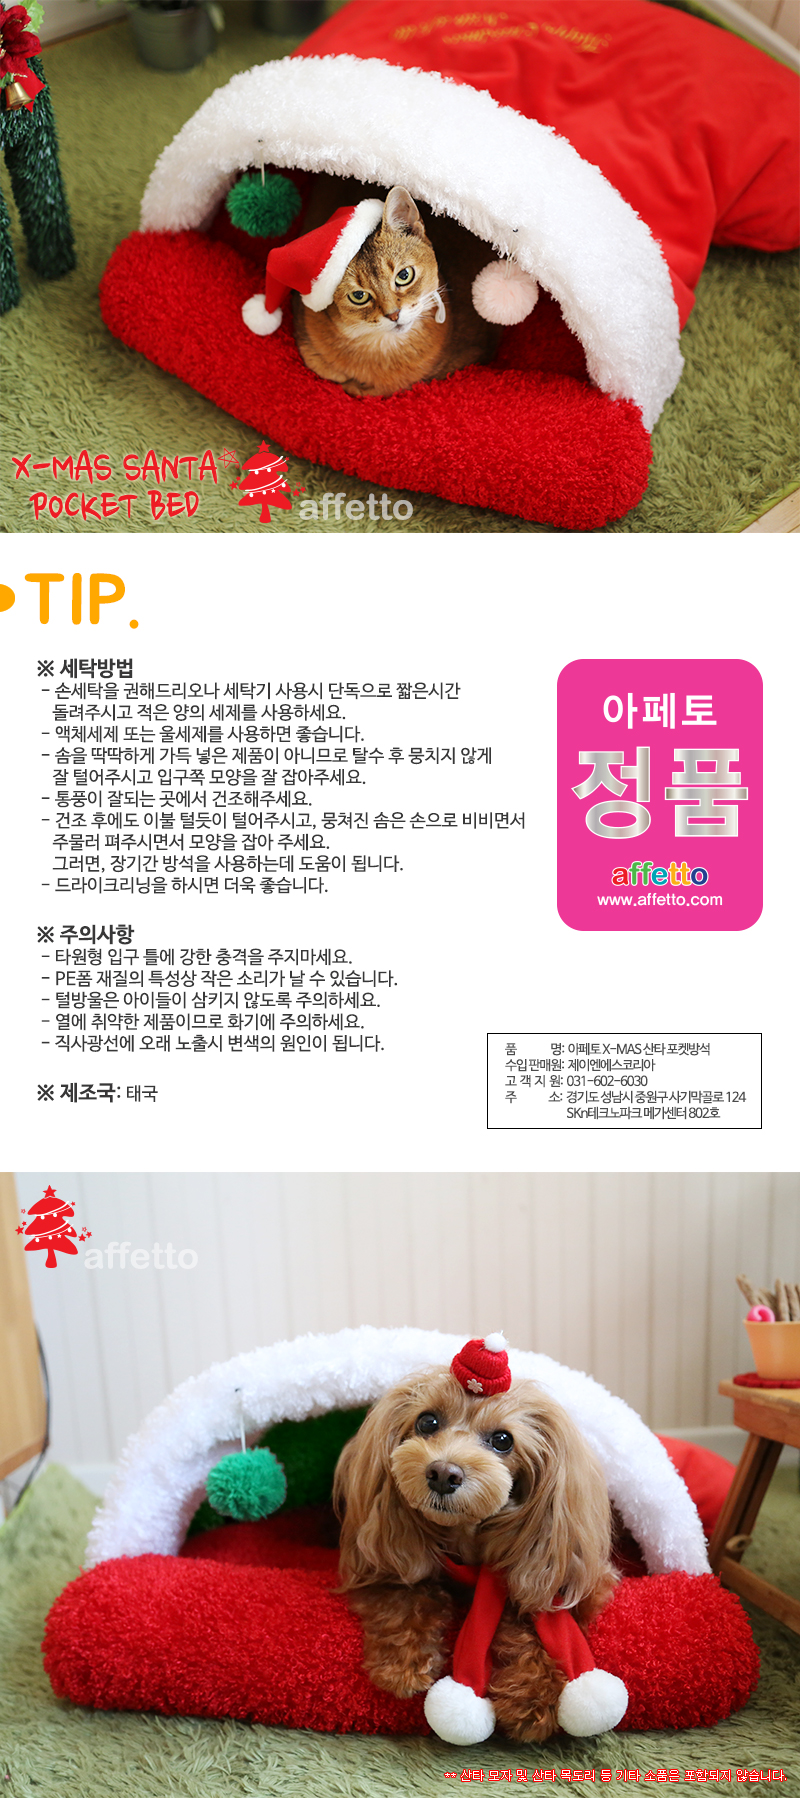 X-MAS SANTA
POCKET BED
affetto
TIP.
※ 세탁방법
- 손세탁을 권해드리오나 세탁기 사용시 단독으로 짧은시간
돌려주시고 적은 양의 세제를 사용하세요.
- 액체세제 또는 울세제를 사용하면 좋습니다.
- 솜을 딱딱하게 가득 넣은 제품이 아니므로 탈수 후 뭉치지 않게
잘 털어주시고 입구쪽 모양을 잘 잡아주세요.
- 통풍이 잘되는 곳에서 건조해주세요.
- 건조 후에도 이불 털듯이 털어주시고, 뭉쳐진 솜은 손으로 비비면서
주물러 펴주시면서 모양을 잡아 주세요.
그러면, 장기간 방석을 사용하는데 도움이 됩니다.
- 드라이크리닝을 하시면 더욱 좋습니다.
아페토
정품
affetto
www.affetto.com
※ 주의사항
- 타원형 입구 틀에 강한 충격을 주지마세요.
- PE폼 재질의 특성상 작은 소리가 날 수 있습니다.
- 털방울은 아이들이 삼키지 않도록 주의하세요.
- 열에 취약한 제품이므로 화기에 주의하세요.
- 직사광선에 오래 노출시 변색의 원인이 됩니다.
※ 제조국: 태국
품 명: 아페토 X-MAS 산타 포켓방석
수입 판매원: 제이엔에스코리아
고 객 지 원: 031-602-6030
주 소: 경기도 성남시 중원구 사기막골로 124
SKn테크노파크 메가센터 802호
affetto
** 산타 모자 및 산타 목도리 등 기타 소품은 포함되지 않습니다.